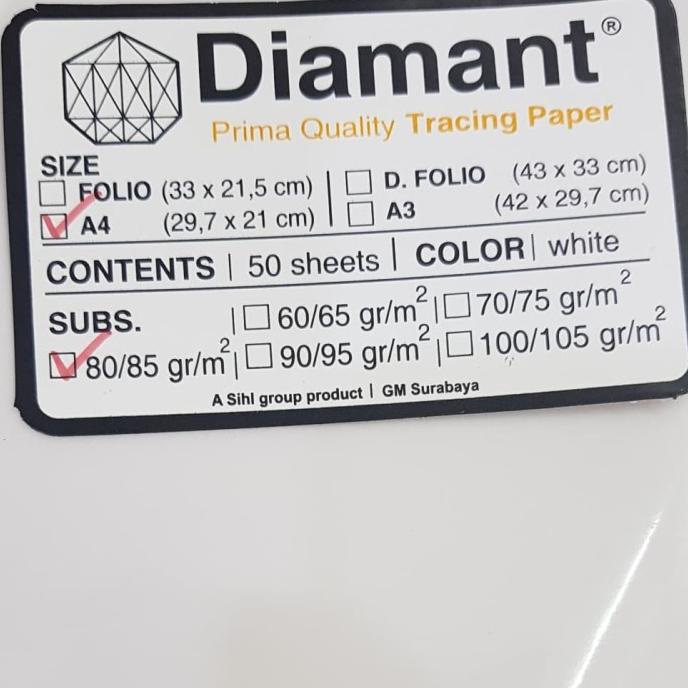 Diamant®
Prima Quality Tracing Paper
SIZE
FOLIO (33 x 21,5 cm) | D. FOLIO (43 x 33 cm)
A4 (29,7 x 21 cm) | A3 (42 x 29,7 cm)
CONTENTS | 50 sheets | COLOR | white
SUBS. | 60/65 gr/m² | 70/75 gr/m²
80/85 gr/m² | 90/95 gr/m² | 100/105 gr/m²
A Sihl group product | GM Surabaya